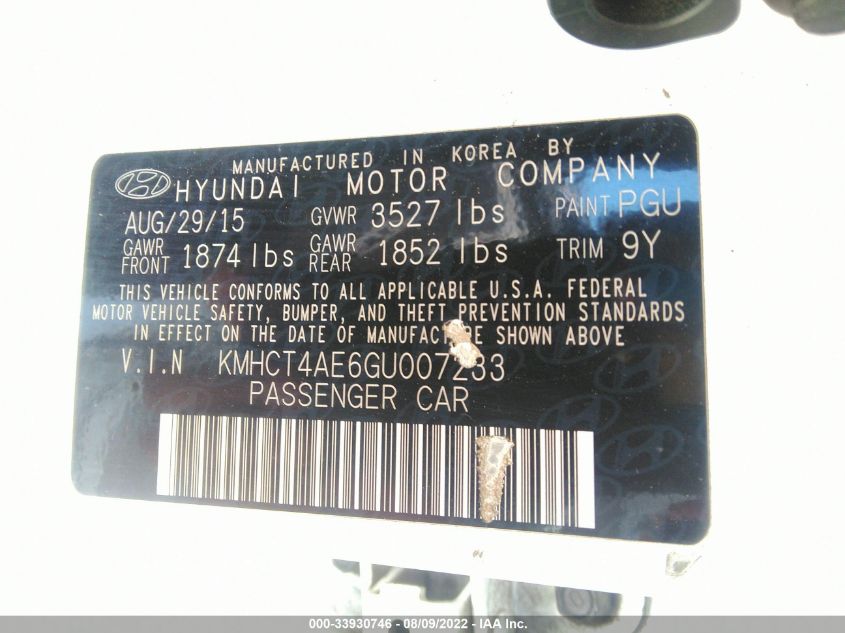 MANUFACTURED IN KOREA BY
HYUNDAI MOTOR COMPANY
AUG/29/15 GVWR 3527 lbs PAINT PGU
GAWR FRONT 1874 lbs GAWR REAR 1852 lbs TRIM 9Y
THIS VEHICLE CONFORMS TO ALL APPLICABLE U.S.A. FEDERAL
MOTOR VEHICLE SAFETY, BUMPER, AND THEFT PREVENTION STANDARDS
IN EFFECT ON THE DATE OF MANUFACTURE SHOWN ABOVE
V.I.N KMHCT4AE6GU007233
PASSENGER CAR
000-33930746 - 08/09/2022 - IAA Inc.